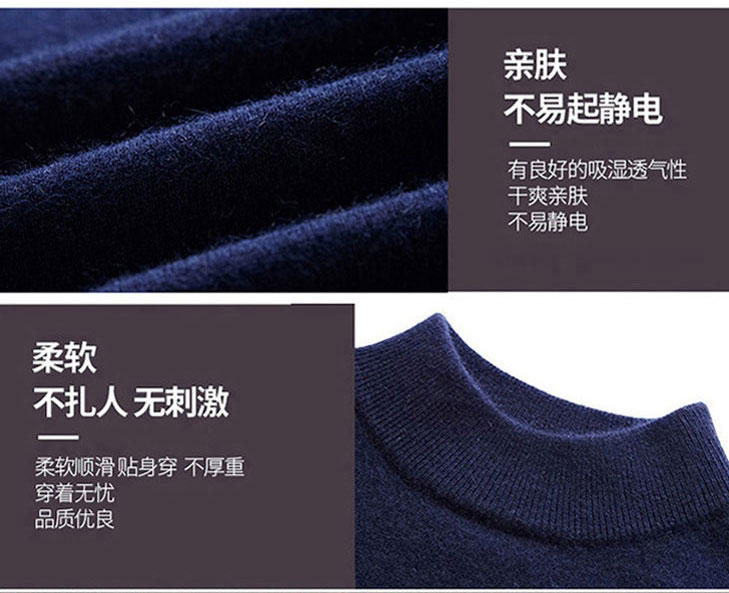 亲肤
不易起静电
有良好的吸湿透气性
干爽亲肤
不易静电
柔软
不扎人 无刺激
柔软顺滑 贴身穿 不厚重
穿着无忧
品质优良